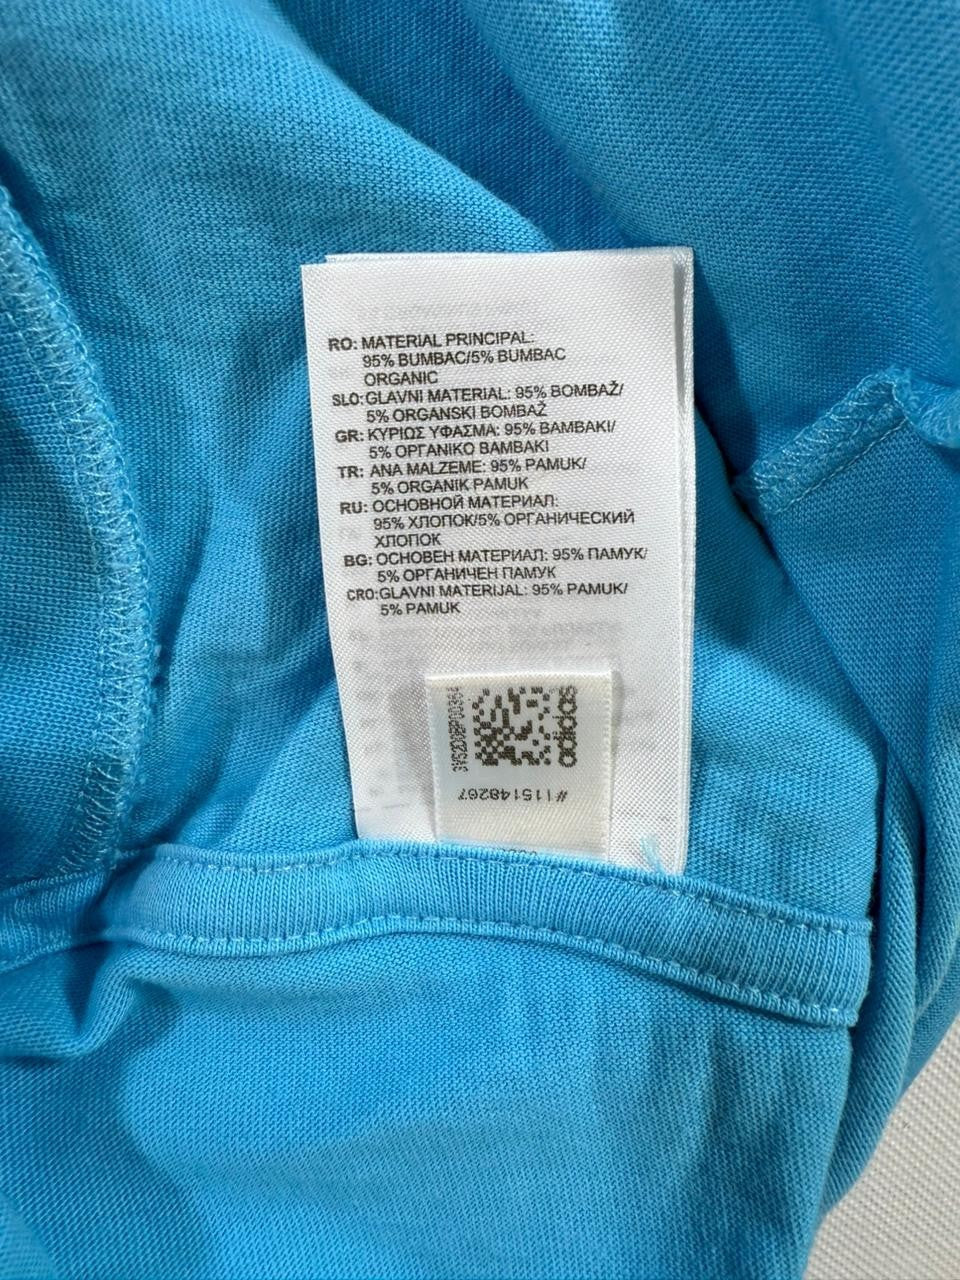 RO: MATERIAL PRINCIPAL:
95% BUMBAC/5% BUMBAC
ORGANIC
SLO: GLAVNI MATERIAL: 95% BOMBAŽ/
5% ORGANSKI BOMBAŽ
GR: ΚΥΡΙΩΣ ΥΦΑΣΜΑ: 95% ΒΑΜΒΑΚΙ/
5% ΟΡΓΑΝΙΚΟ ΒΑΜΒΑΚΙ
TR: ANA MALZEME: 95% PAMUK/
5% ORGANIK PAMUK
RU: ОСНОВНОЙ МАТЕРИАЛ:
95% ХЛОПОК/5% ОРГАНИЧЕСКИЙ
ХЛОПОК
BG: ОСНОВЕН МАТЕРИАЛ: 95% ПАМУК/
5% ОРГАНИЧЕН ПАМУК
CRO: GLAVNI MATERIJAL: 95% PAMUK/
5% PAMUK
adidas
#115148267